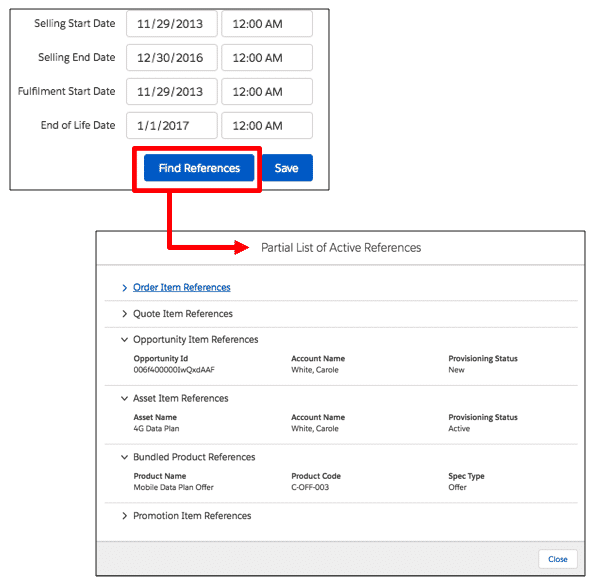 Selling Start Date 11/29/2013 12:00 AM
Selling End Date 12/30/2016 12:00 AM
Fulfilment Start Date 11/29/2013 12:00 AM
End of Life Date 1/1/2017 12:00 AM
Find References Save
Partial List of Active References
Order Item References
Quote Item References
Opportunity Item References
Opportunity Id Account Name Provisioning Status
006f400000IwQxdAAF White, Carole New
Asset Item References
Asset Name Account Name Provisioning Status
4G Data Plan White, Carole Active
Bundled Product References
Product Name Product Code Spec Type
Mobile Data Plan Offer C-OFF-003 Offer
Promotion Item References
Close